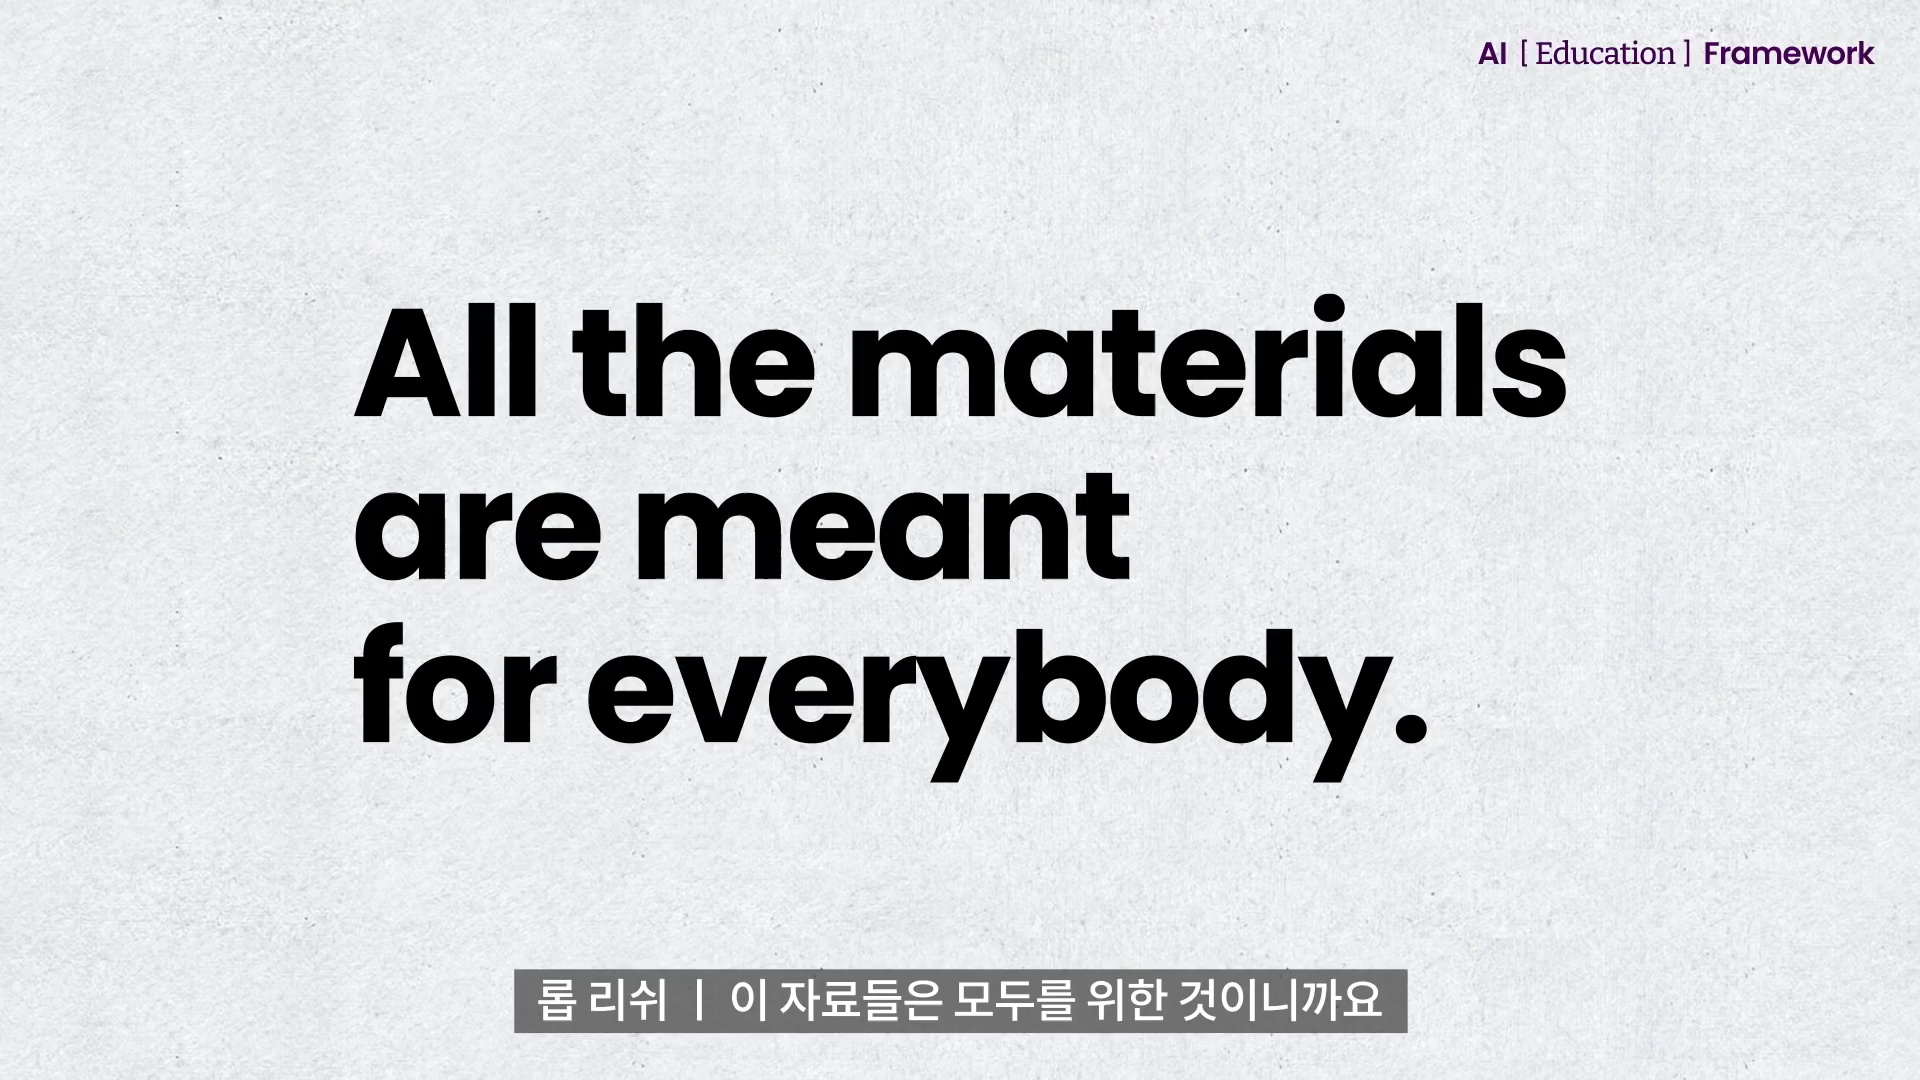 AI [ Education ] Framework
All the materials
are meant
for everybody.
롭 리쉬 ㅣ 이 자료들은 모두를 위한 것이니까요